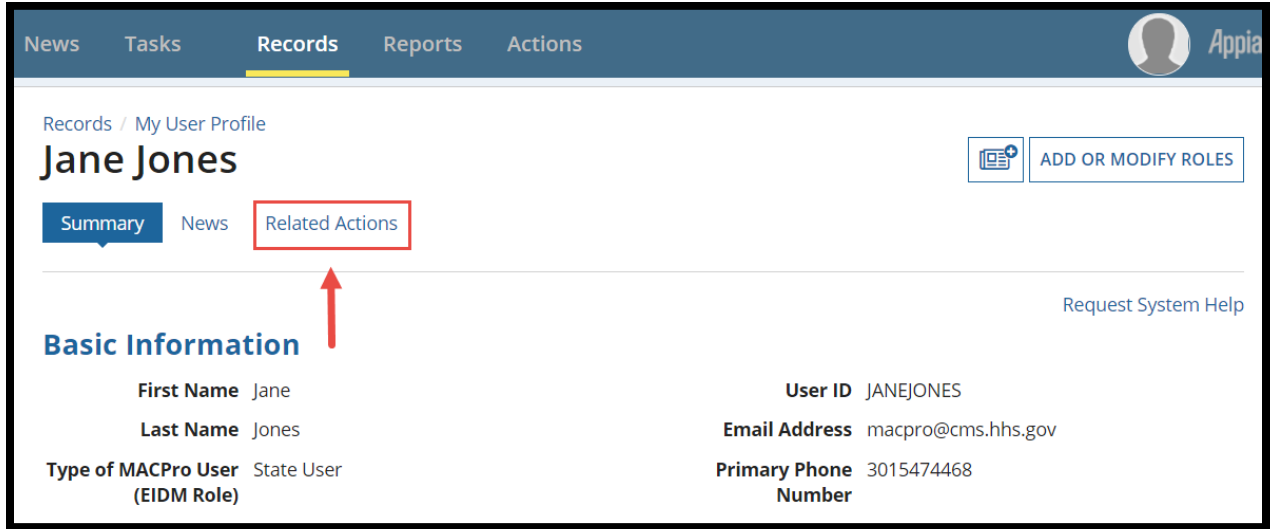 News Tasks Records Reports Actions Appia
Records / My User Profile
Jane Jones
ADD OR MODIFY ROLES
Summary News Related Actions
Request System Help
Basic Information
First Name Jane User ID JANEJONES
Last Name Jones Email Address macpro@cms.hhs.gov
Type of MACPro User State User Primary Phone 3015474468
(EIDM Role) Number